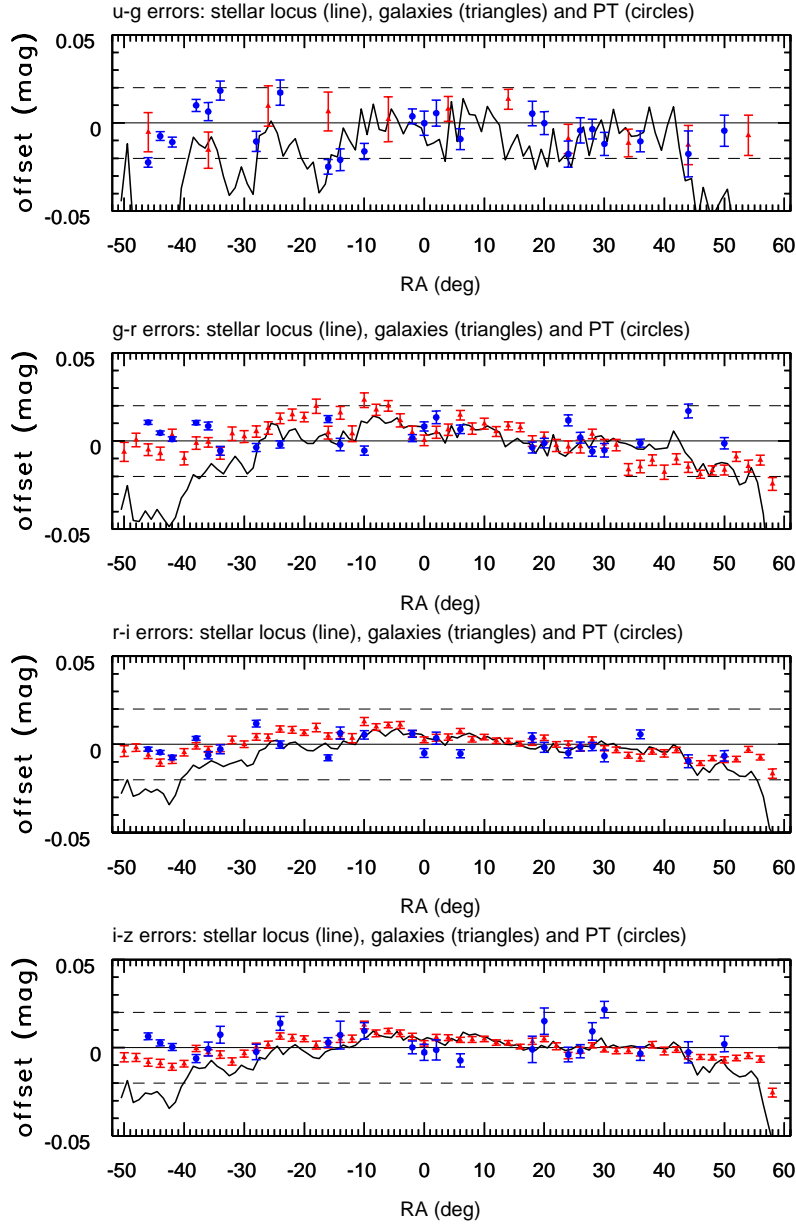 u-g errors: stellar locus (line), galaxies (triangles) and PT (circles)
0.05
0
-0.05
offset (mag)
-50 -40 -30 -20 -10 0 10 20 30 40 50 60
RA (deg)
g-r errors: stellar locus (line), galaxies (triangles) and PT (circles)
0.05
0
-0.05
offset (mag)
-50 -40 -30 -20 -10 0 10 20 30 40 50 60
RA (deg)
r-i errors: stellar locus (line), galaxies (triangles) and PT (circles)
0.05
0
-0.05
offset (mag)
-50 -40 -30 -20 -10 0 10 20 30 40 50 60
RA (deg)
i-z errors: stellar locus (line), galaxies (triangles) and PT (circles)
0.05
0
-0.05
offset (mag)
-50 -40 -30 -20 -10 0 10 20 30 40 50 60
RA (deg)